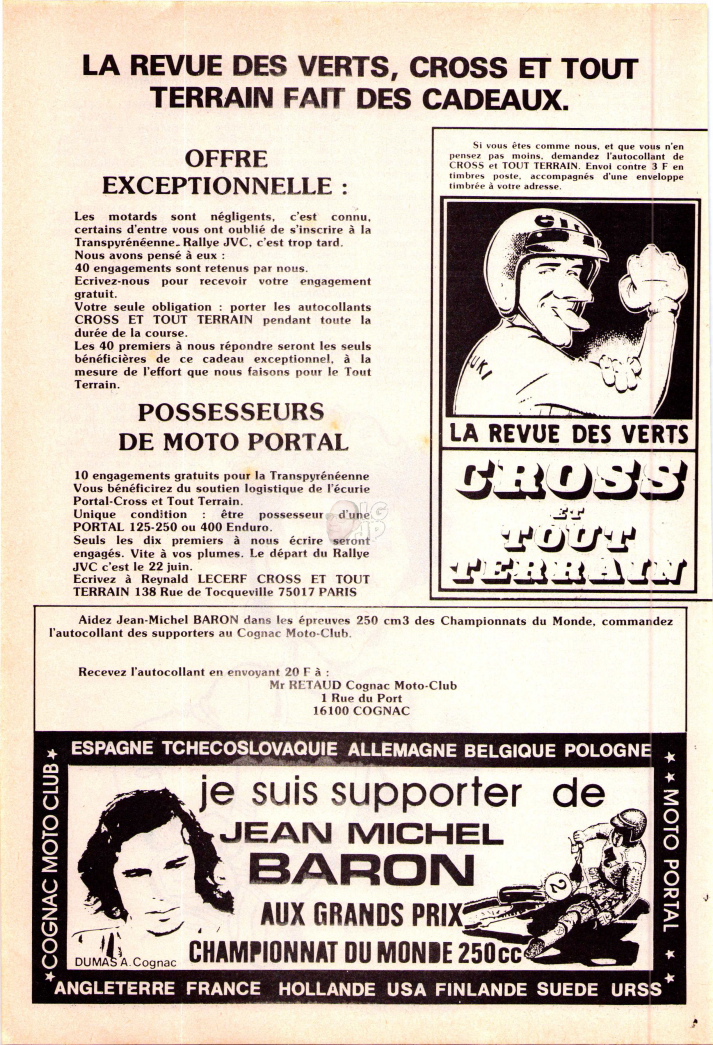 LA REVUE DES VERTS, CROSS ET TOUT
TERRAIN FAIT DES CADEAUX.
OFFRE
EXCEPTIONNELLE :
Les motards sont négligents, c'est connu,
certains d'entre vous ont oublié de s'inscrire à la
Transpyrénéenne-Rallye JVC, c'est trop tard.
Nous avons pensé à eux :
40 engagements sont retenus par nous.
Ecrivez-nous pour recevoir votre engagement
gratuit.
Votre seule obligation : porter les autocollants
CROSS ET TOUT TERRAIN pendant toute la
durée de la course.
Les 40 premiers à nous répondre seront les seuls
bénéficières de ce cadeau exceptionnel, à la
mesure de l'effort que nous faisons pour le Tout
Terrain.
POSSESSEURS
DE MOTO PORTAL
10 engagements gratuits pour la Transpyrénéenne
Vous bénéficirez du soutien logistique de l'écurie
Portal-Cross et Tout Terrain.
Unique condition : être possesseur d'une
PORTAL 125-250 ou 400 Enduro.
Seuls les dix premiers à nous écrire seront
engagés. Vite à vos plumes. Le départ du Rallye
JVC c'est le 22 juin.
Ecrivez à Reynald LECERF CROSS ET TOUT
TERRAIN 138 Rue de Tocqueville 75017 PARIS
Si vous êtes comme nous, et que vous n'en
pensez pas moins, demandez l'autocollant de
CROSS et TOUT TERRAIN. Envoi contre 3 F en
timbres poste, accompagnés d'une enveloppe
timbrée à votre adresse.
UKI
LA REVUE DES VERTS
CROSS
ET
TOUT
TERRAIN
Aidez Jean-Michel BARON dans les épreuves 250 cm3 des Championnats du Monde, commandez
l'autocollant des supporters au Cognac Moto-Club.
Recevez l'autocollant en envoyant 20 F à :
Mr RETAUD Cognac Moto-Club
1 Rue du Port
16100 COGNAC
ESPAGNE TCHECOSLOVAQUIE ALLEMAGNE BELGIQUE POLOGNE
COGNAC MOTO CLUB
je suis supporter de
JEAN MICHEL
BARON
AUX GRANDS PRIX
CHAMPIONNAT DU MONDE 250cc
2
DUMAS A. Cognac
MOTO PORTAL
ANGLETERRE FRANCE HOLLANDE USA FINLANDE SUEDE URSS